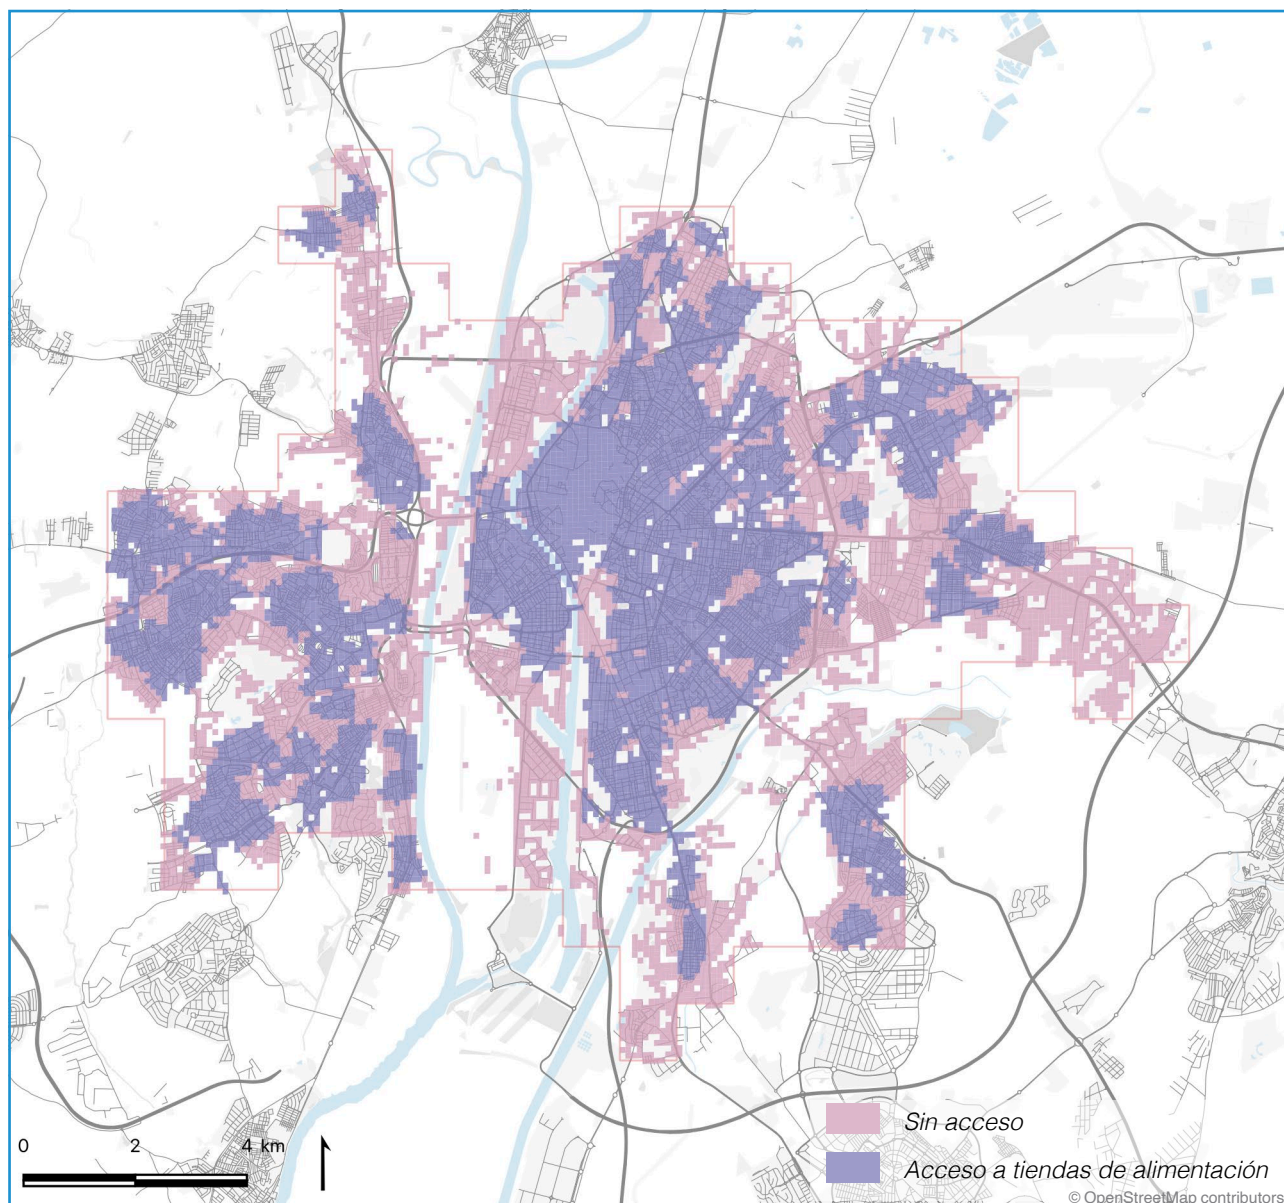 0 2 4 km
Sin acceso
Acceso a tiendas de alimentación
© OpenStreetMap contributors